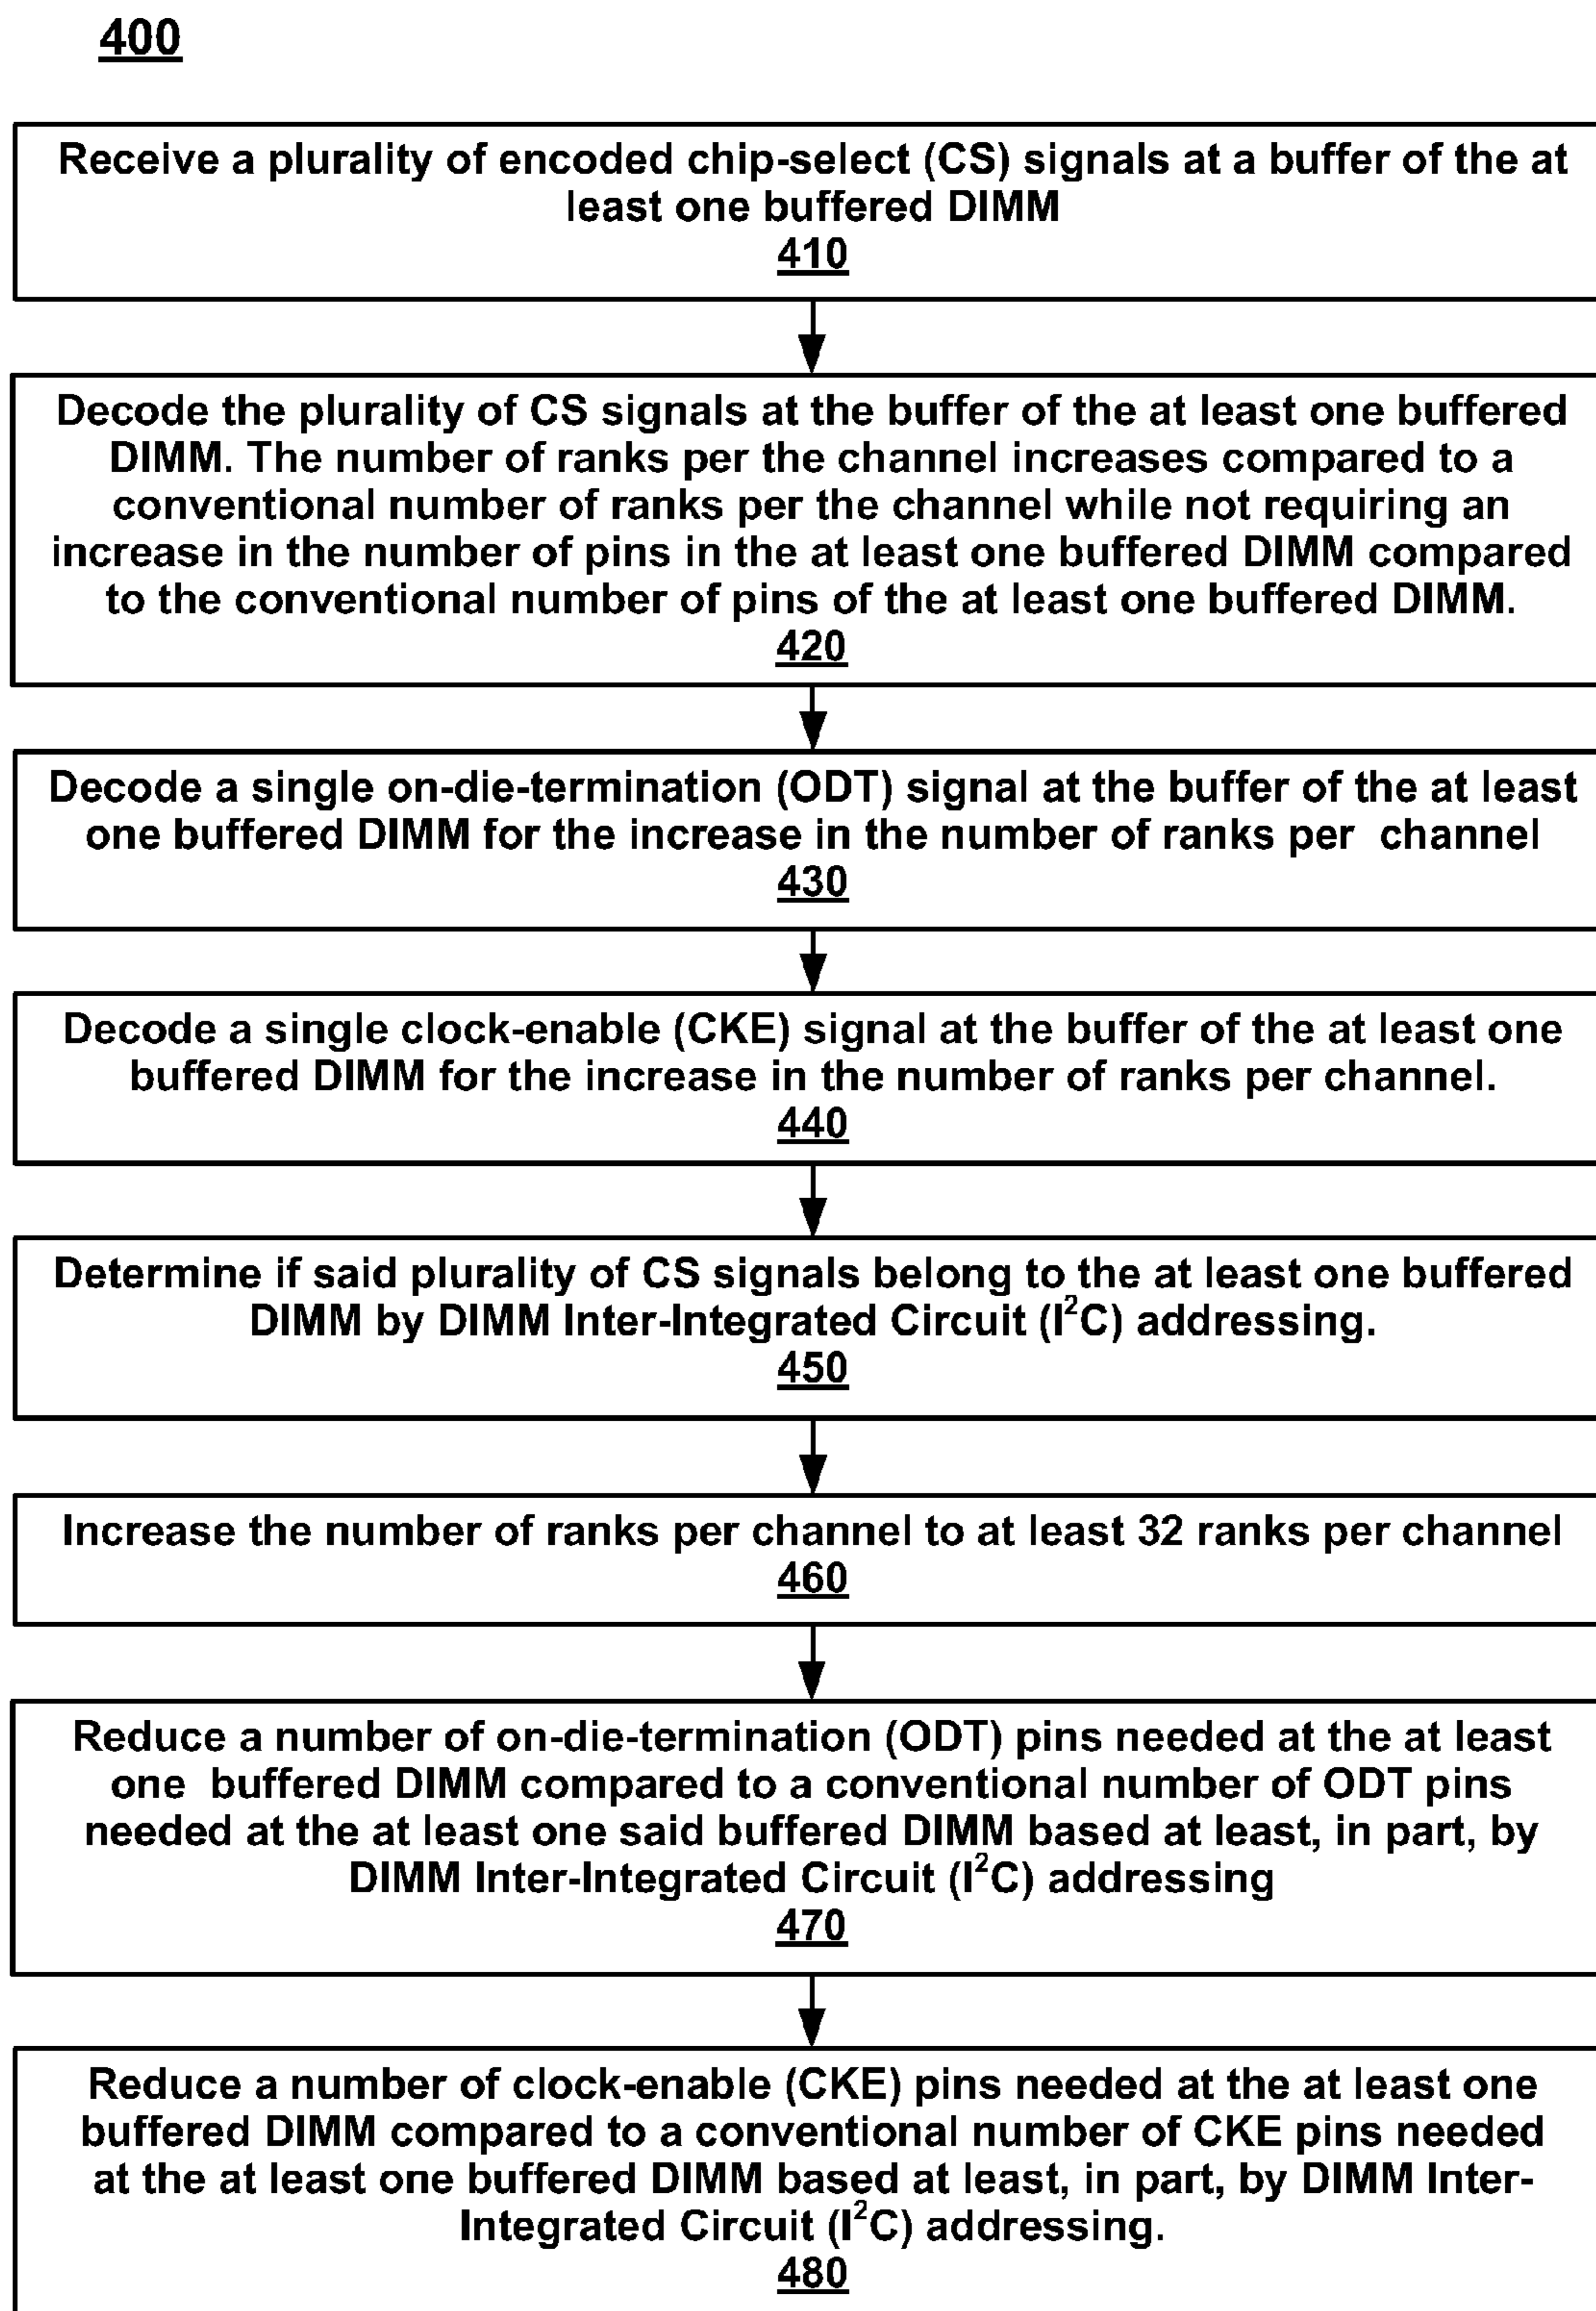 400
Receive a plurality of encoded chip-select (CS) signals at a buffer of the at
least one buffered DIMM
410
Decode the plurality of CS signals at the buffer of the at least one buffered
DIMM. The number of ranks per the channel increases compared to a
conventional number of ranks per the channel while not requiring an
increase in the number of pins in the at least one buffered DIMM compared
to the conventional number of pins of the at least one buffered DIMM.
420
Decode a single on-die-termination (ODT) signal at the buffer of the at least
one buffered DIMM for the increase in the number of ranks per channel
430
Decode a single clock-enable (CKE) signal at the buffer of the at least one
buffered DIMM for the increase in the number of ranks per channel.
440
Determine if said plurality of CS signals belong to the at least one buffered
DIMM by DIMM Inter-Integrated Circuit (I²C) addressing.
450
Increase the number of ranks per channel to at least 32 ranks per channel
460
Reduce a number of on-die-termination (ODT) pins needed at the at least
one buffered DIMM compared to a conventional number of ODT pins
needed at the at least one said buffered DIMM based at least, in part, by
DIMM Inter-Integrated Circuit (I²C) addressing
470
Reduce a number of clock-enable (CKE) pins needed at the at least one
buffered DIMM compared to a conventional number of CKE pins needed
at the at least one buffered DIMM based at least, in part, by DIMM Inter-
Integrated Circuit (I²C) addressing.
480